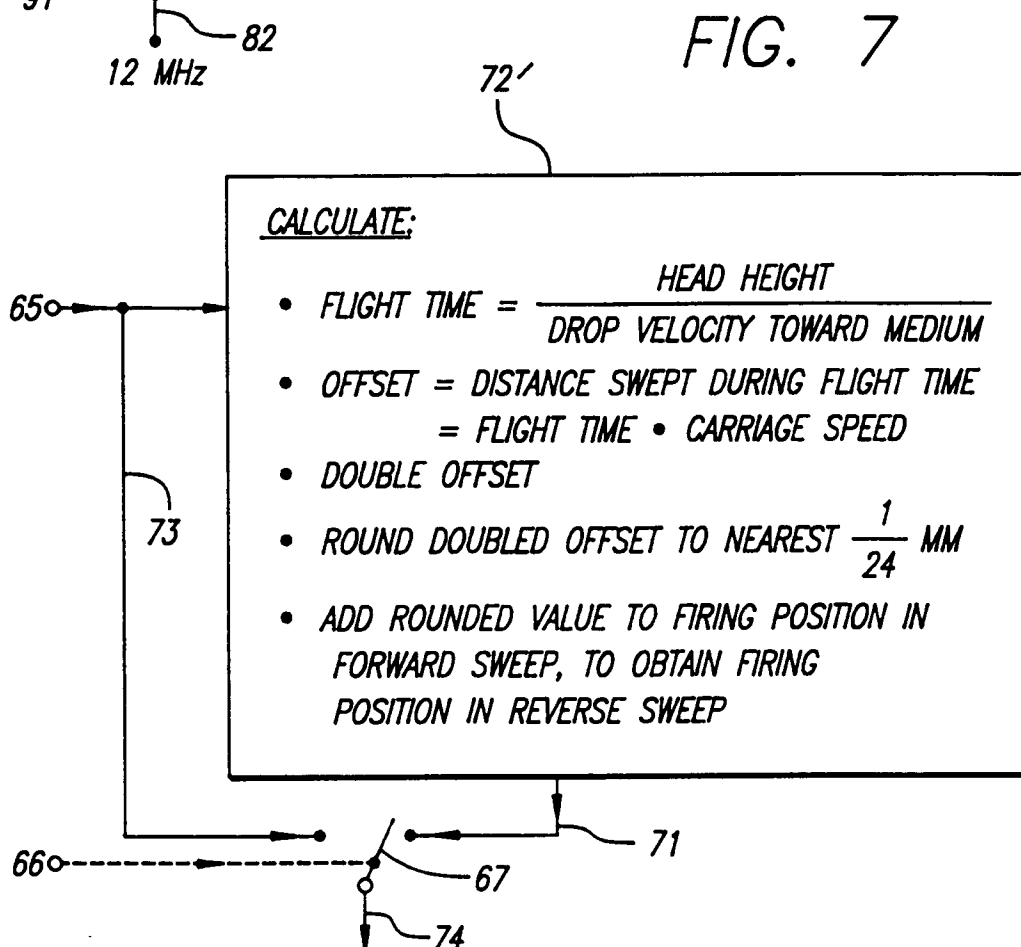 91
82
12 MHz
FIG. 7
72'
CALCULATE:
65
• FLIGHT TIME = HEAD HEIGHT
DROP VELOCITY TOWARD MEDIUM
• OFFSET = DISTANCE SWEPT DURING FLIGHT TIME
= FLIGHT TIME • CARRIAGE SPEED
• DOUBLE OFFSET
73
• ROUND DOUBLED OFFSET TO NEAREST 1/24 MM
• ADD ROUNDED VALUE TO FIRING POSITION IN
FORWARD SWEEP, TO OBTAIN FIRING
POSITION IN REVERSE SWEEP
71
66
67
74